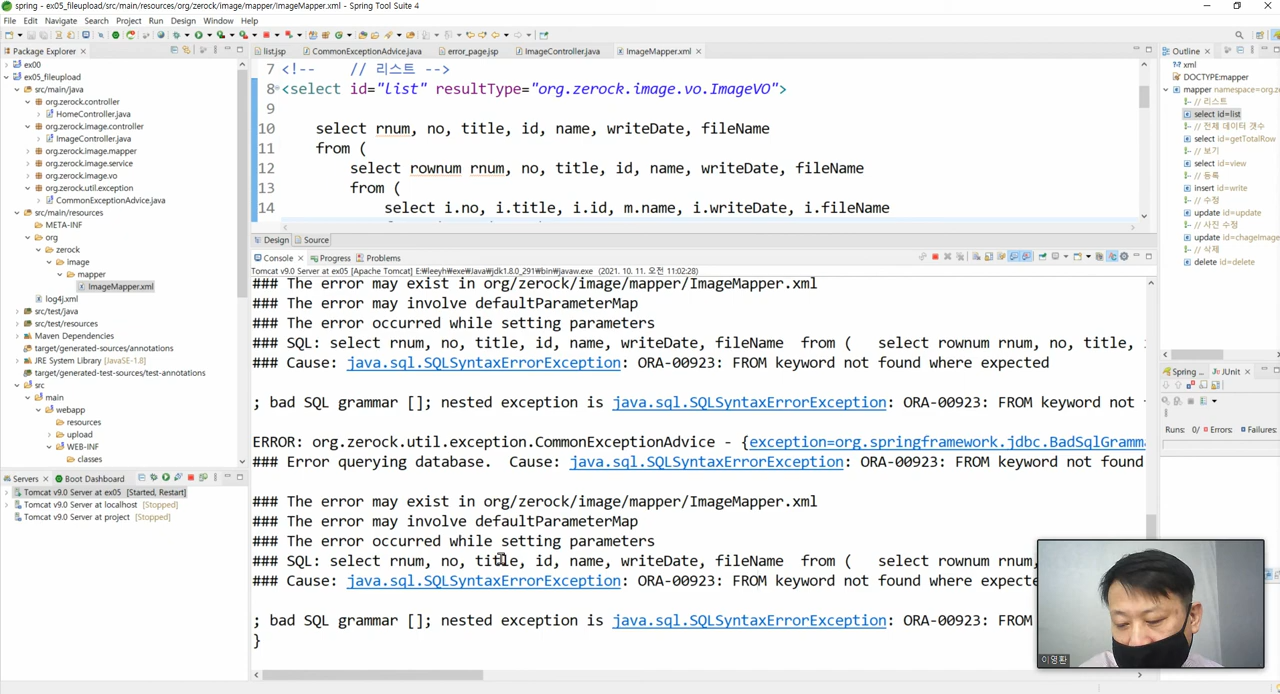 spring - ex05_fileupload/src/main/resources/org/zerock/image/mapper/ImageMapper.xml - Spring Tool Suite 4
File Edit Navigate Search Project Run Design Window Help
Package Explorer
list.jsp CommonExceptionAdvice.java error_page.jsp ImageController.java ImageMapper.xml
Outline
ex00
ex05_fileupload
src/main/java
org.zerock.controller
HomeController.java
org.zerock.image.controller
ImageController.java
org.zerock.image.mapper
org.zerock.image.service
org.zerock.image.vo
org.zerock.util.exception
CommonExceptionAdvice.java
src/main/resources
META-INF
org
zerock
image
mapper
ImageMapper.xml
log4j.xml
src/test/java
src/test/resources
Maven Dependencies
target/generated-sources/annotations
JRE System Library [JavaSE-1.8]
target/generated-test-sources/test-annotations
src
main
webapp
resources
upload
WEB-INF
classes
7 <!-- // 리스트 -->
8 <select id="list" resultType="org.zerock.image.vo.ImageVO">
9
10 select rnum, no, title, id, name, writeDate, fileName
11 from (
12 select rownum rnum, no, title, id, name, writeDate, fileName
13 from (
14 select i.no, i.title, i.id, m.name, i.writeDate, i.fileName
Design Source
Console Progress Problems
Tomcat v9.0 Server at ex05 [Apache Tomcat] E:\leeyh\exe\Java\jdk1.8.0_291\bin\javaw.exe (2021. 10. 11. 오전 11:02:28)
### The error may exist in org/zerock/image/mapper/ImageMapper.xml
### The error may involve defaultParameterMap
### The error occurred while setting parameters
### SQL: select rnum, no, title, id, name, writeDate, fileName from ( select rownum rnum, no, title, i
### Cause: java.sql.SQLSyntaxErrorException: ORA-00923: FROM keyword not found where expected
; bad SQL grammar []; nested exception is java.sql.SQLSyntaxErrorException: ORA-00923: FROM keyword not
ERROR: org.zerock.util.exception.CommonExceptionAdvice - {exception=org.springframework.jdbc.BadSqlGramma
### Error querying database. Cause: java.sql.SQLSyntaxErrorException: ORA-00923: FROM keyword not found
### The error may exist in org/zerock/image/mapper/ImageMapper.xml
### The error may involve defaultParameterMap
### The error occurred while setting parameters
### SQL: select rnum, no, title, id, name, writeDate, fileName from ( select rownum rnum,
### Cause: java.sql.SQLSyntaxErrorException: ORA-00923: FROM keyword not found where expecte
; bad SQL grammar []; nested exception is java.sql.SQLSyntaxErrorException: ORA-00923: FROM
}
xml
DOCTYPE:mapper
mapper namespace=org.z
// 리스트
select id=list
// 전체 데이터 갯수
select id=getTotalRow
// 보기
select id=view
// 등록
insert id=write
// 수정
update id=update
// 사진 수정
update id=chageImage
// 삭제
delete id=delete
Spring ... JUnit
Runs: 0/ Errors: Failures:
Servers Boot Dashboard
Tomcat v9.0 Server at ex05 [Started, Restart]
Tomcat v9.0 Server at localhost [Stopped]
Tomcat v9.0 Server at project [Stopped]
이영환